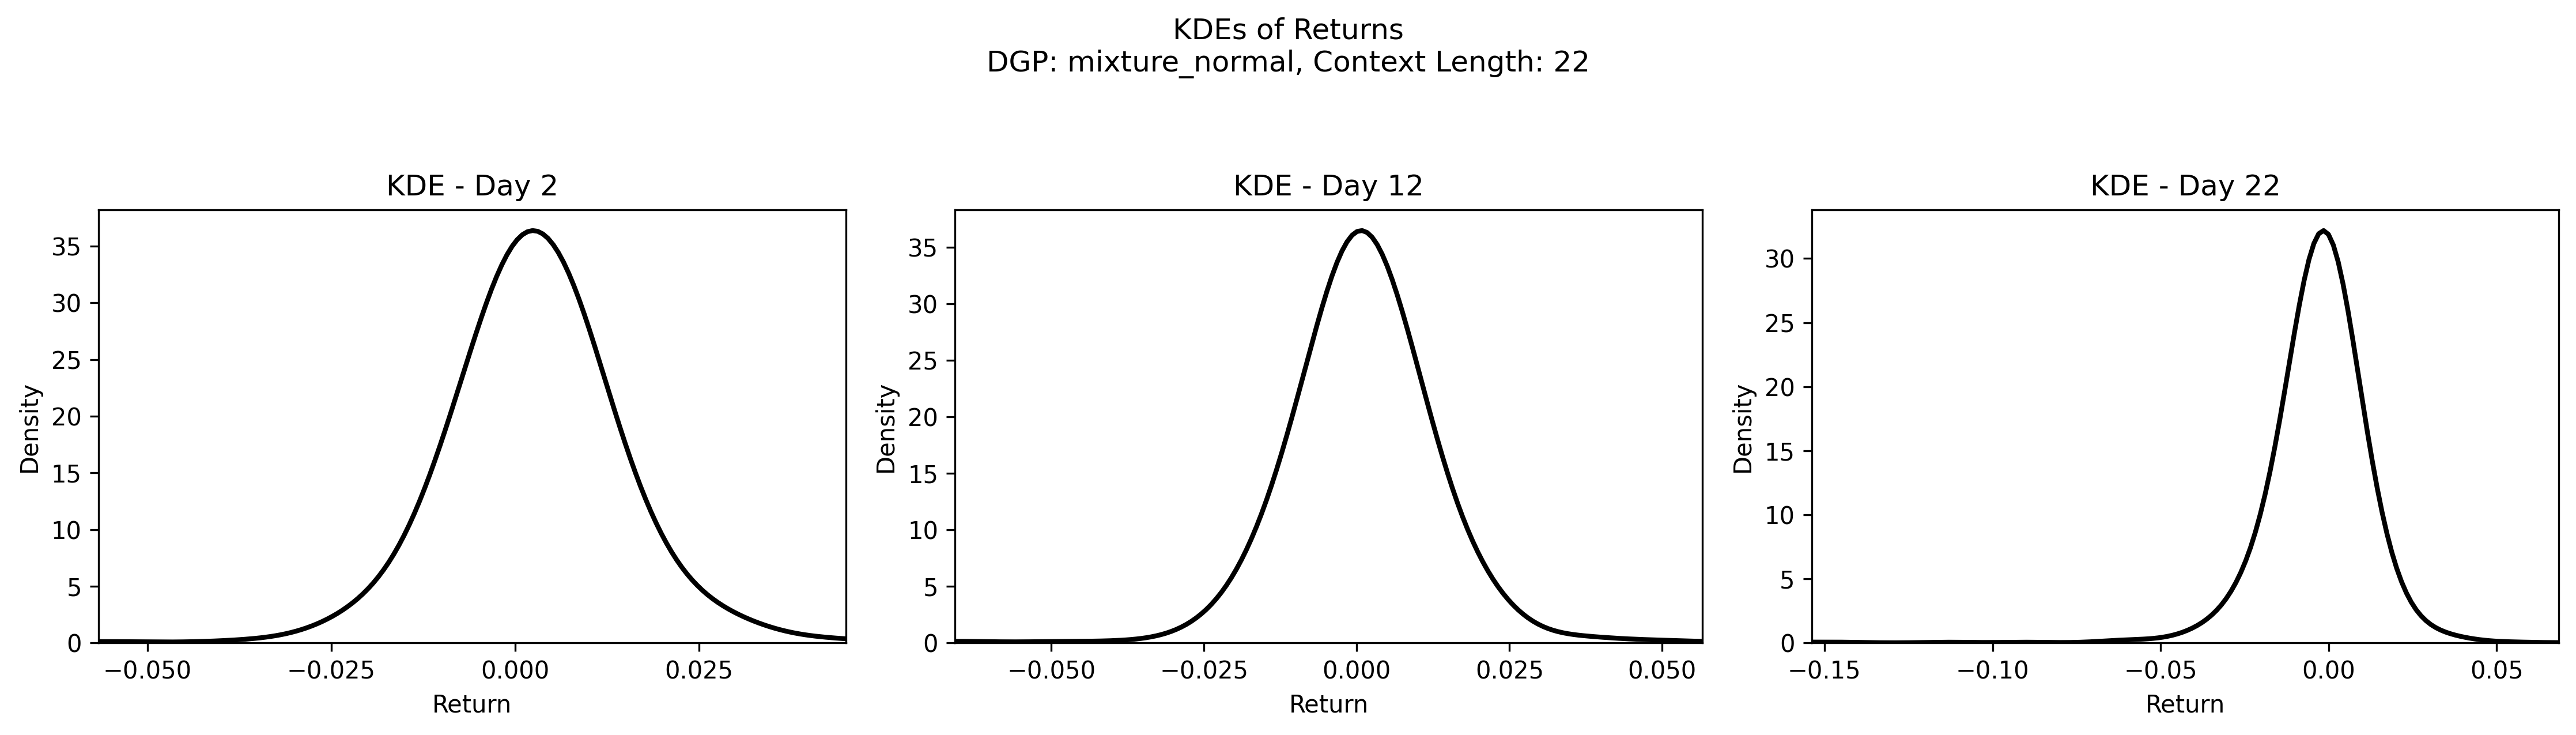 KDEs of Returns
DGP: mixture_normal, Context Length: 22
KDE - Day 2
35
30
25
20
15
10
5
0
Density
−0.050 −0.025 0.000 0.025
Return
KDE - Day 12
35
30
25
20
15
10
5
0
Density
−0.050 −0.025 0.000 0.025 0.050
Return
KDE - Day 22
30
25
20
15
10
5
0
Density
−0.15 −0.10 −0.05 0.00 0.05
Return